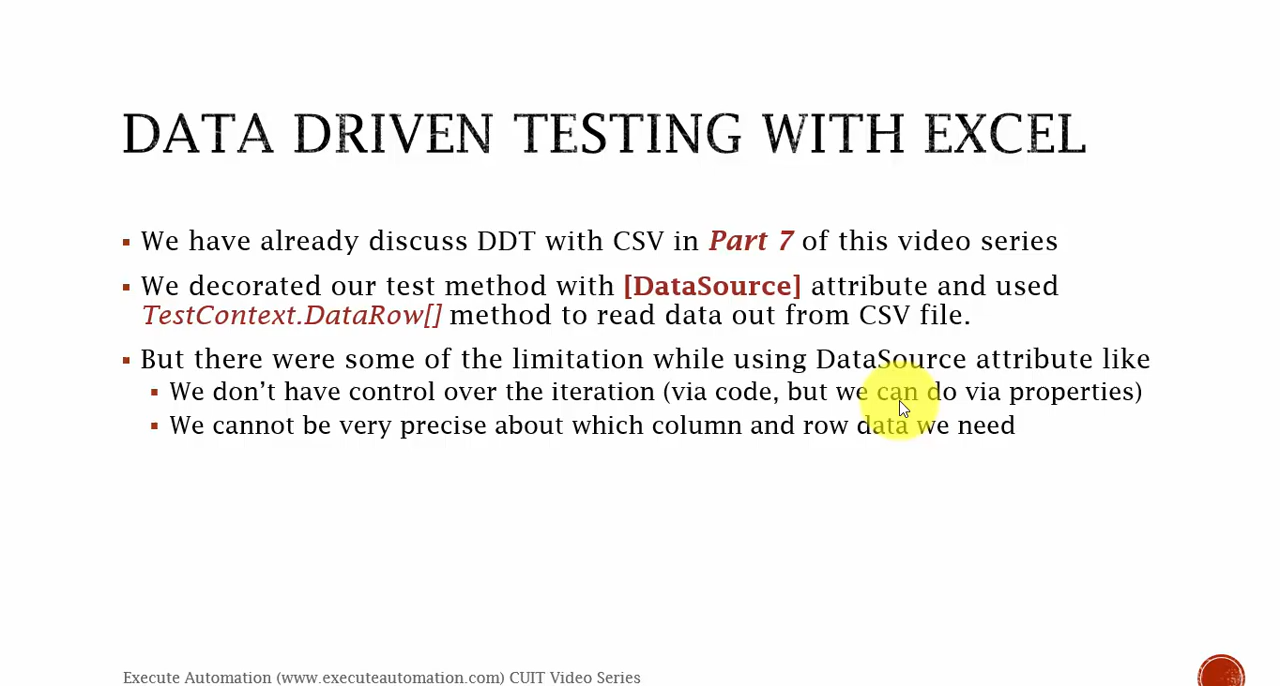 DATA DRIVEN TESTING WITH EXCEL
▪ We have already discuss DDT with CSV in Part 7 of this video series
▪ We decorated our test method with [DataSource] attribute and used
TestContext.DataRow[] method to read data out from CSV file.
▪ But there were some of the limitation while using DataSource attribute like
▪ We don't have control over the iteration (via code, but we can do via properties)
▪ We cannot be very precise about which column and row data we need
Execute Automation (www.executeautomation.com) CUIT Video Series